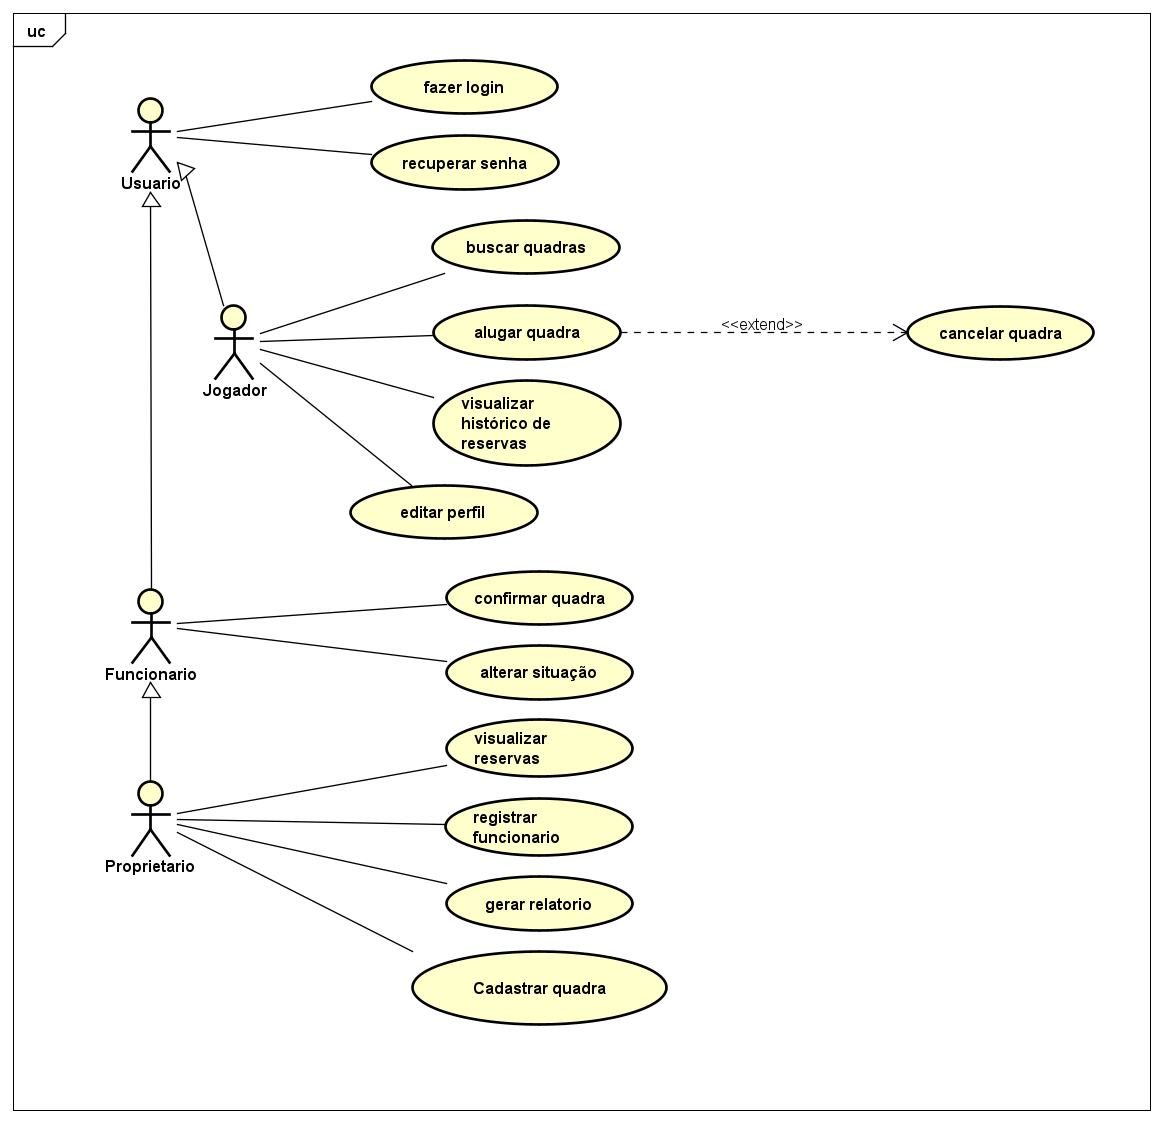 uc
fazer login
recuperar senha
Usuario
buscar quadras
alugar quadra
<<extend>>
cancelar quadra
Jogador
visualizar
histórico de
reservas
editar perfil
confirmar quadra
alterar situação
Funcionario
visualizar
reservas
registrar
funcionario
Proprietario
gerar relatorio
Cadastrar quadra